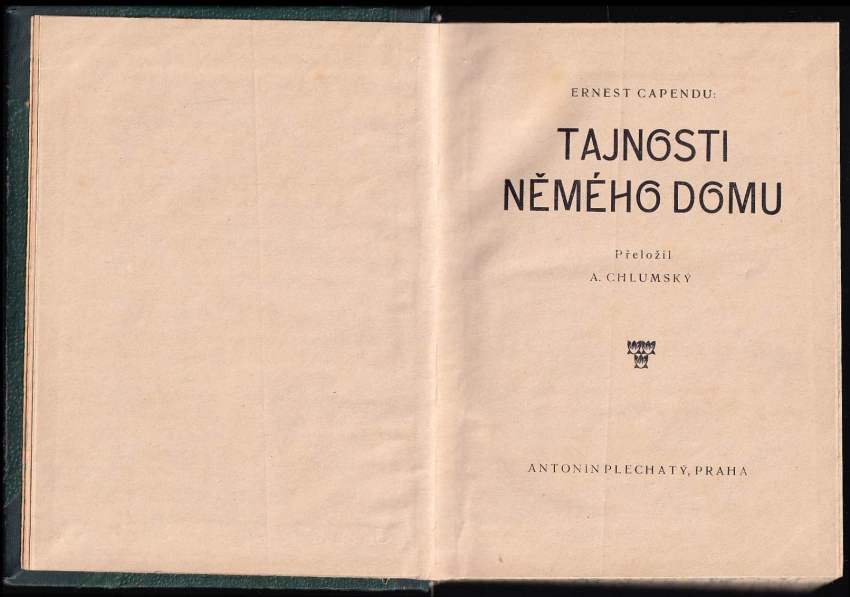 ERNEST CAPENDU:
TAJNOSTI
NĚMÉHO DOMU
Přeložil
A. CHLUMSKÝ
ANTONÍN PLECHATÝ, PRAHA